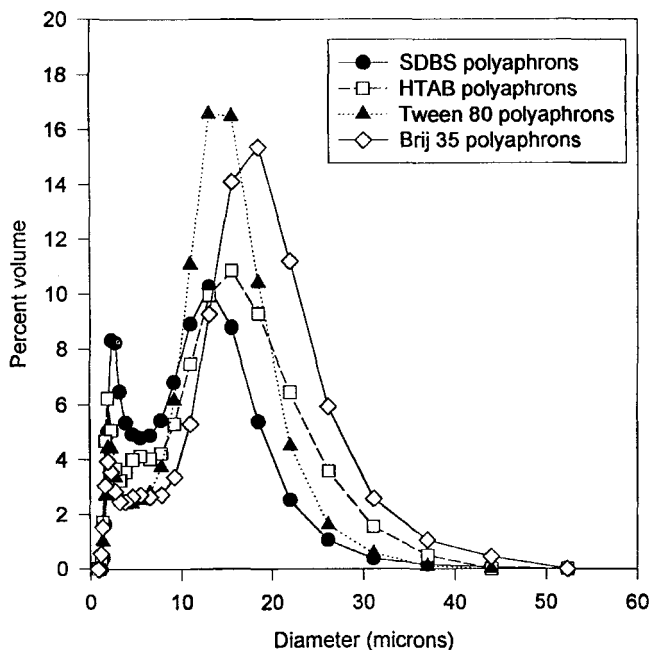 SDBS polyaphrons
HTAB polyaphrons
Tween 80 polyaphrons
Brij 35 polyaphrons
Percent volume
20
18
16
14
12
10
8
6
4
2
0
0 10 20 30 40 50 60
Diameter (microns)